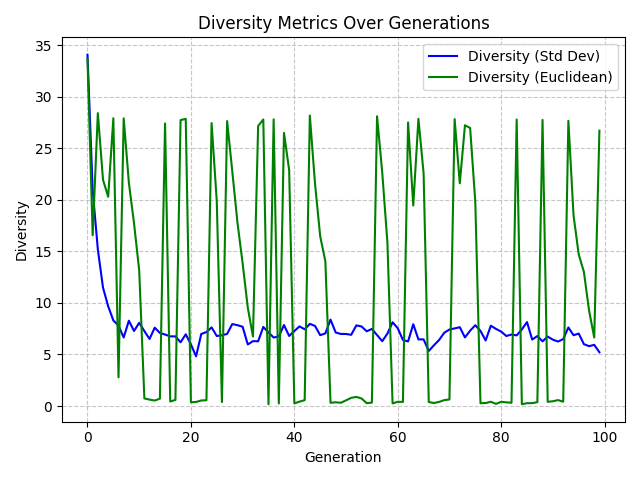 Diversity Metrics Over Generations
Diversity (Std Dev)
Diversity (Euclidean)
Diversity
35
30
25
20
15
10
5
0
0 20 40 60 80 100
Generation